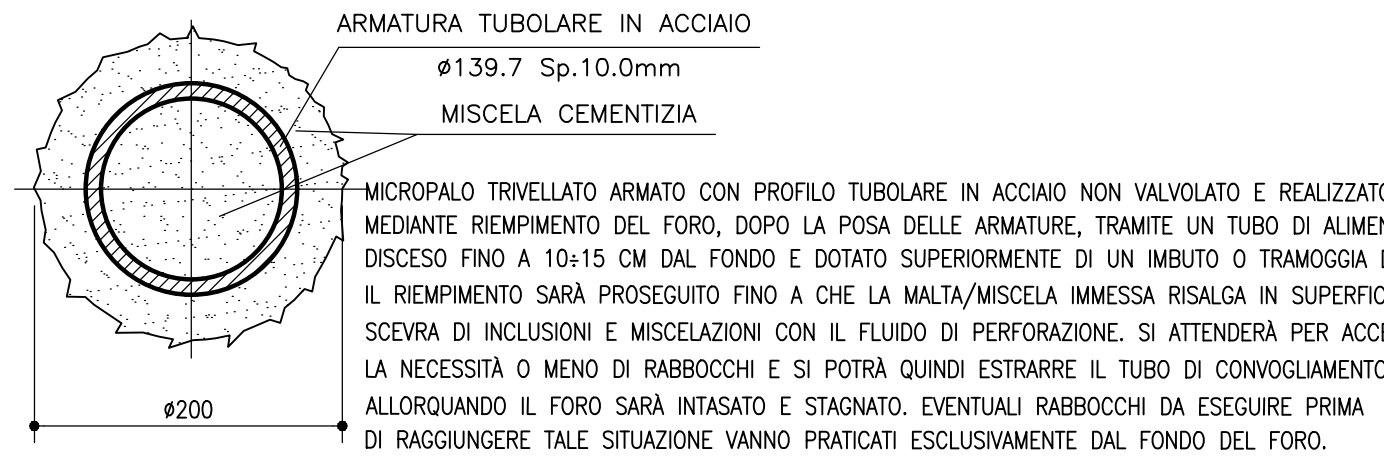 ARMATURA TUBOLARE IN ACCIAIO
ø139.7 Sp.10.0mm
MISCELA CEMENTIZIA
MICROPALO TRIVELLATO ARMATO CON PROFILO TUBOLARE IN ACCIAIO NON VALVOLATO E REALIZZATO
MEDIANTE RIEMPIMENTO DEL FORO, DOPO LA POSA DELLE ARMATURE, TRAMITE UN TUBO DI
DISCESO FINO A 10÷15 CM DAL FONDO E DOTATO SUPERIORMENTE DI UN IMBUTO O TRAMOGGIA
IL RIEMPIMENTO SARÀ PROSEGUITO FINO A CHE LA MALTA/MISCELA IMMESSA RISALGA IN
SCEVRA DI INCLUSIONI E MISCELAZIONI CON IL FLUIDO DI PERFORAZIONE. SI ATTENDERÀ PER
LA NECESSITÀ O MENO DI RABBOCCHI E SI POTRÀ QUINDI ESTRARRE IL TUBO DI CONVOGLIAMENTO
ALLORQUANDO IL FORO SARÀ INTASATO E STAGNATO. EVENTUALI RABBOCCHI DA ESEGUIRE PRIMA
DI RAGGIUNGERE TALE SITUAZIONE VANNO PRATICATI ESCLUSIVAMENTE DAL FONDO DEL FORO.
ø200